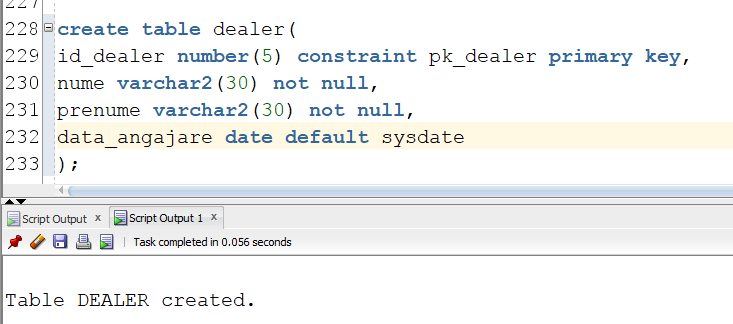 227
228 create table dealer(
229 id_dealer number(5) constraint pk_dealer primary key,
230 nume varchar2(30) not null,
231 prenume varchar2(30) not null,
232 data_angajare date default sysdate
233 );
Script Output x Script Output 1 x
Task completed in 0.056 seconds
Table DEALER created.